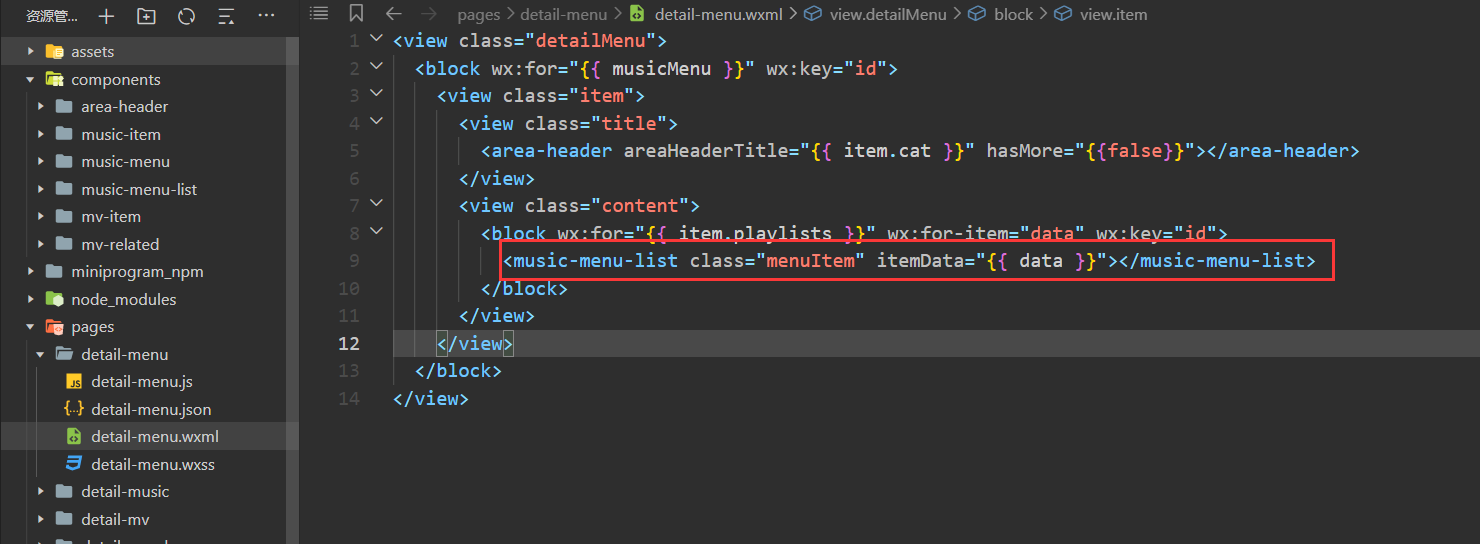 资源管...
pages > detail-menu > detail-menu.wxml > view.detailMenu > block > view.item
assets
components
area-header
music-item
music-menu
music-menu-list
mv-item
mv-related
miniprogram_npm
node_modules
pages
detail-menu
detail-menu.js
detail-menu.json
detail-menu.wxml
detail-menu.wxss
detail-music
detail-mv
1 <view class="detailMenu">
2 <block wx:for="{{ musicMenu }}" wx:key="id">
3 <view class="item">
4 <view class="title">
5 <area-header areaHeaderTitle="{{ item.cat }}" hasMore="{{false}}"></area-header>
6 </view>
7 <view class="content">
8 <block wx:for="{{ item.playlists }}" wx:for-item="data" wx:key="id">
9 <music-menu-list class="menuItem" itemData="{{ data }}"></music-menu-list>
10 </block>
11 </view>
12 </view>
13 </block>
14 </view>